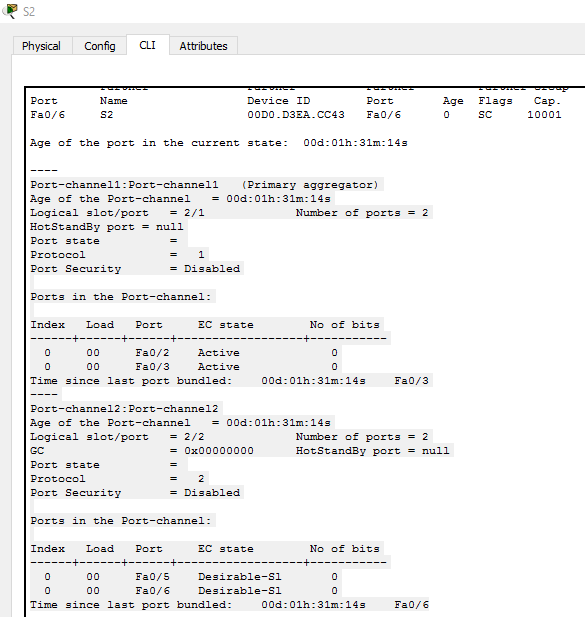 S2
Physical Config CLI Attributes
Port Name Device ID Port Age Flags Cap.
Fa0/6 S2 00D0.D3EA.CC43 Fa0/6 0 SC 10001
Age of the port in the current state: 00d:01h:31m:14s
----
Port-channel1:Port-channel1 (Primary aggregator)
Age of the Port-channel = 00d:01h:31m:14s
Logical slot/port = 2/1 Number of ports = 2
HotStandBy port = null
Port state =
Protocol = 1
Port Security = Disabled
Ports in the Port-channel:
Index Load Port EC state No of bits
------+------+------+------------------+-----------
0 00 Fa0/2 Active 0
0 00 Fa0/3 Active 0
Time since last port bundled: 00d:01h:31m:14s Fa0/3
----
Port-channel2:Port-channel2
Age of the Port-channel = 00d:01h:31m:14s
Logical slot/port = 2/2 Number of ports = 2
GC = 0x00000000 HotStandBy port = null
Port state =
Protocol = 2
Port Security = Disabled
Ports in the Port-channel:
Index Load Port EC state No of bits
------+------+------+------------------+-----------
0 00 Fa0/5 Desirable-Sl 0
0 00 Fa0/6 Desirable-Sl 0
Time since last port bundled: 00d:01h:31m:14s Fa0/6